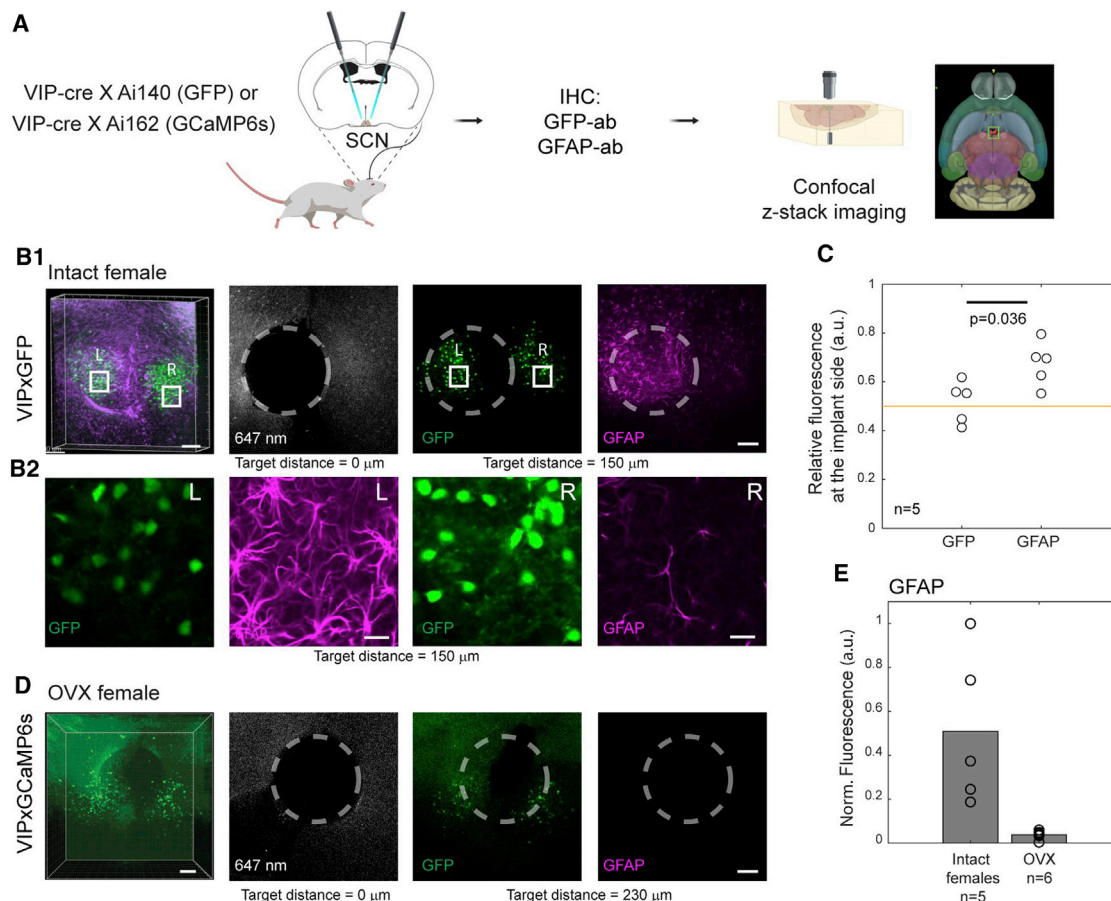 A
VIP-cre X Ai140 (GFP) or
VIP-cre X Ai162 (GCaMP6s)
SCN
IHC:
GFP-ab
GFAP-ab
Confocal
z-stack imaging
B1
Intact female
VIPxGFP
L
R
647 nm
L
R
GFP
GFAP
Target distance = 0 μm
Target distance = 150 μm
B2
L
GFP
L
R
GFP
R
GFAP
Target distance = 150 μm
C
Relative fluorescence
at the implant side (a.u.)
1
0.8
0.6
0.4
0.2
0
p=0.036
n=5
GFP
GFAP
D
OVX female
VIPxGCaMP6s
647 nm
GFP
GFAP
Target distance = 0 μm
Target distance = 230 μm
E
GFAP
Norm. Fluorescence (a.u.)
1
0.8
0.6
0.4
0.2
0
Intact
females
n=5
OVX
n=6